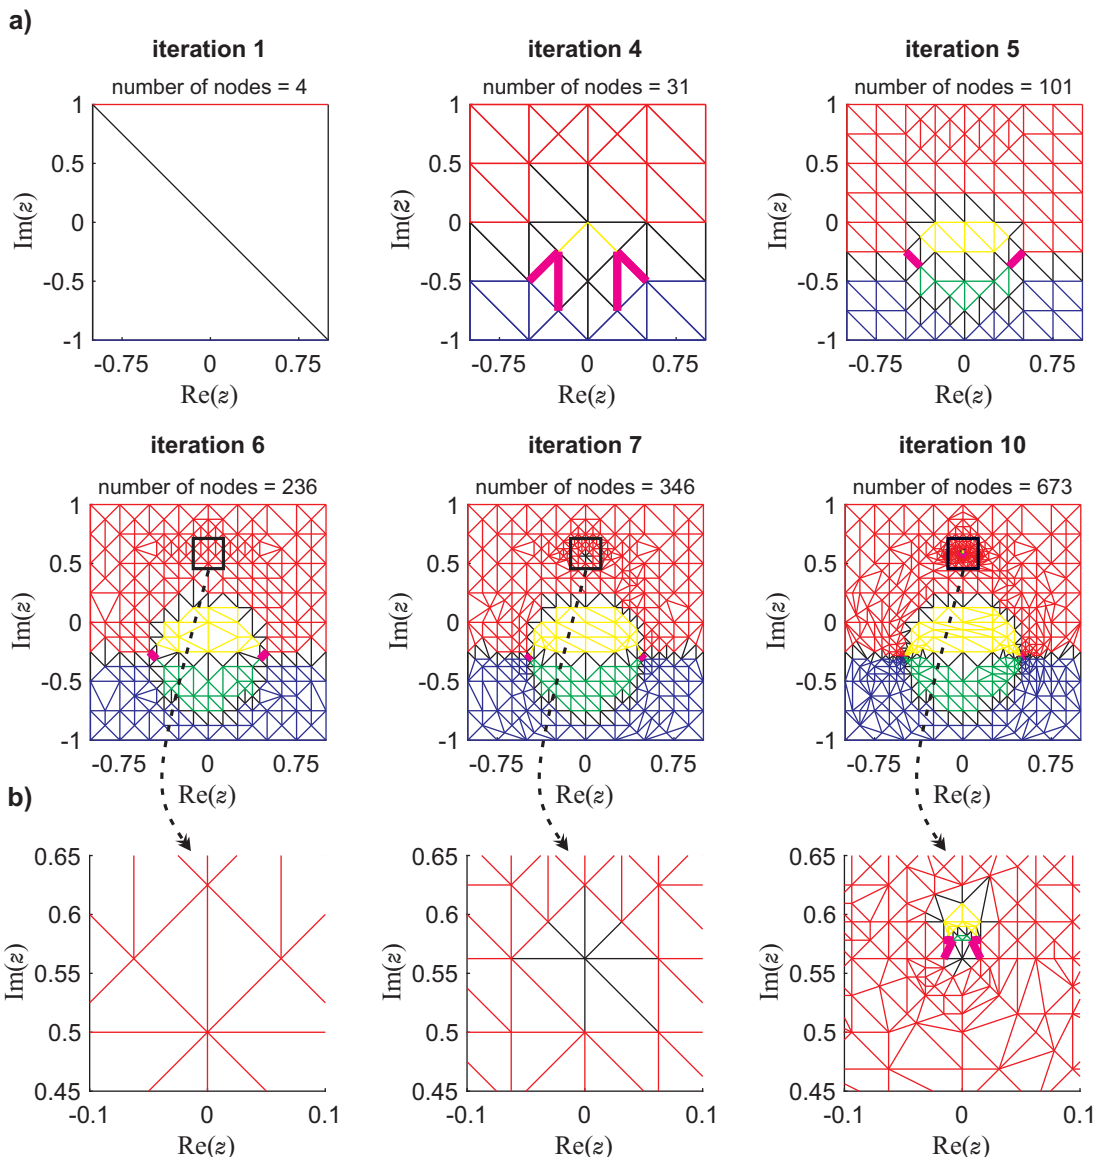 a)
iteration 1
iteration 4
iteration 5
number of nodes = 4
number of nodes = 31
number of nodes = 101
1
0.5
0
-0.5
-1
Im(z)
-0.75 0 0.75
Re(z)
1
0.5
0
-0.5
-1
Im(z)
-0.75 0 0.75
Re(z)
1
0.5
0
-0.5
-1
Im(z)
-0.75 0 0.75
Re(z)
iteration 6
iteration 7
iteration 10
number of nodes = 236
number of nodes = 346
number of nodes = 673
1
0.5
0
-0.5
-1
Im(z)
-0.75 0 0.75
Re(z)
1
0.5
0
-0.5
-1
Im(z)
-0.75 0 0.75
Re(z)
1
0.5
0
-0.5
-1
Im(z)
-0.75 0 0.75
Re(z)
b)
0.65
0.6
0.55
0.5
0.45
Im(z)
-0.1 0 0.1
Re(z)
0.65
0.6
0.55
0.5
0.45
Im(z)
-0.1 0 0.1
Re(z)
0.65
0.6
0.55
0.5
0.45
Im(z)
-0.1 0 0.1
Re(z)